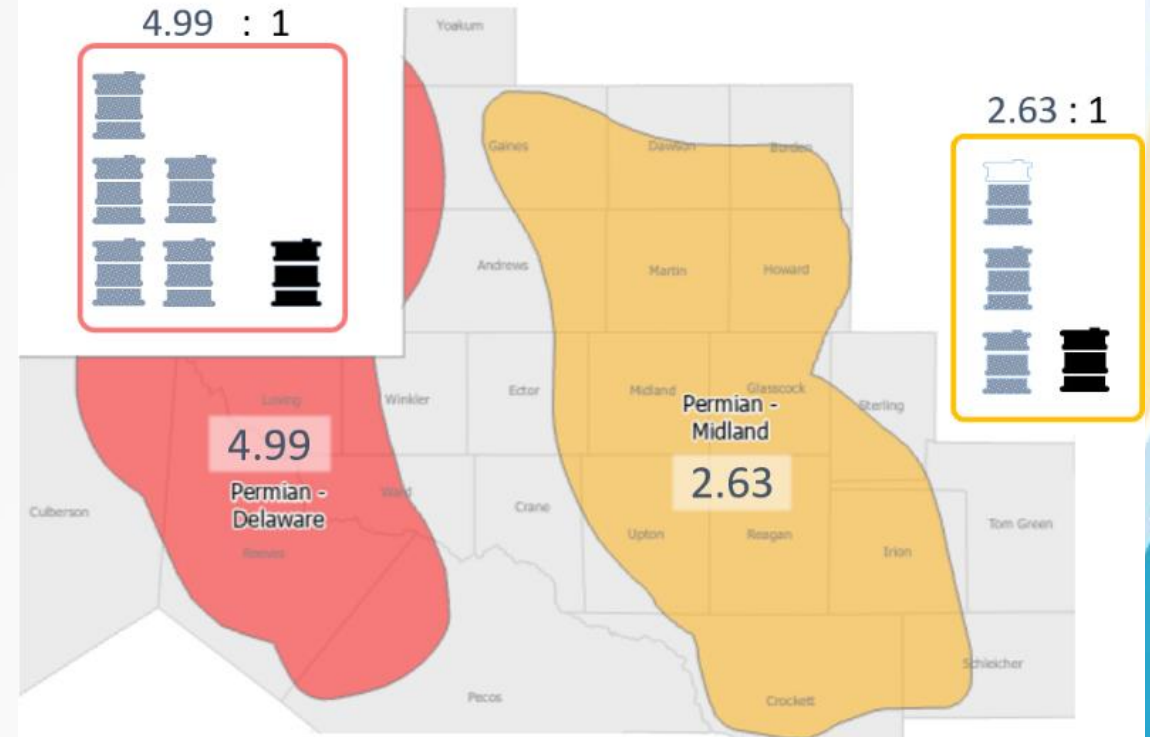 4.99 : 1
Yoakum
2.63 : 1
Gaines
Dawson
Borden
Andrews
Martin
Howard
Loving
Winkler
Ector
Midland
Glasscock
Sterling
Permian -
Midland
2.63
4.99
Permian -
Delaware
Ward
Culberson
Crane
Reeves
Upton
Reagan
Irion
Tom Green
Pecos
Crockett
Schleicher